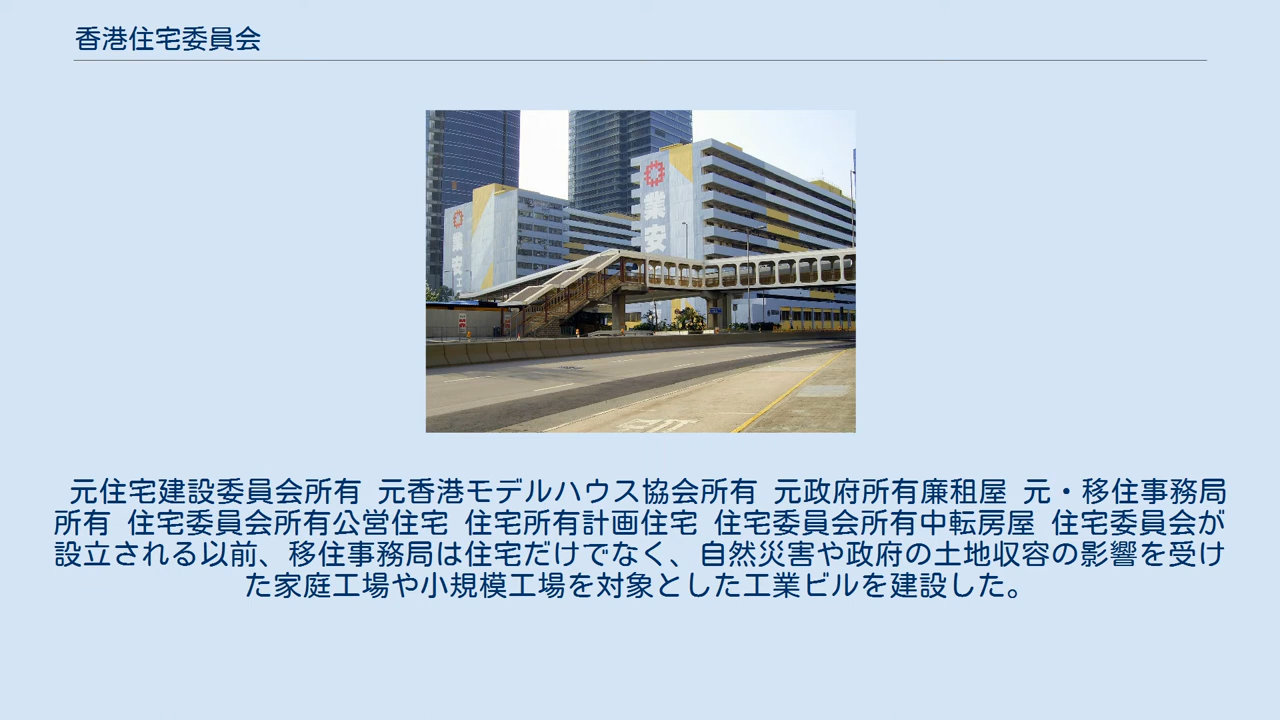 香港住宅委員会
業安
業安工
元住宅建設委員会所有 元香港モデルハウス協会所有 元政府所有廉租屋 元・移住事務局
所有 住宅委員会所有公営住宅 住宅所有計画住宅 住宅委員会所有中転房屋 住宅委員会が
設立される以前、移住事務局は住宅だけでなく、自然災害や政府の土地収容の影響を受け
た家庭工場や小規模工場を対象とした工業ビルを建設した。